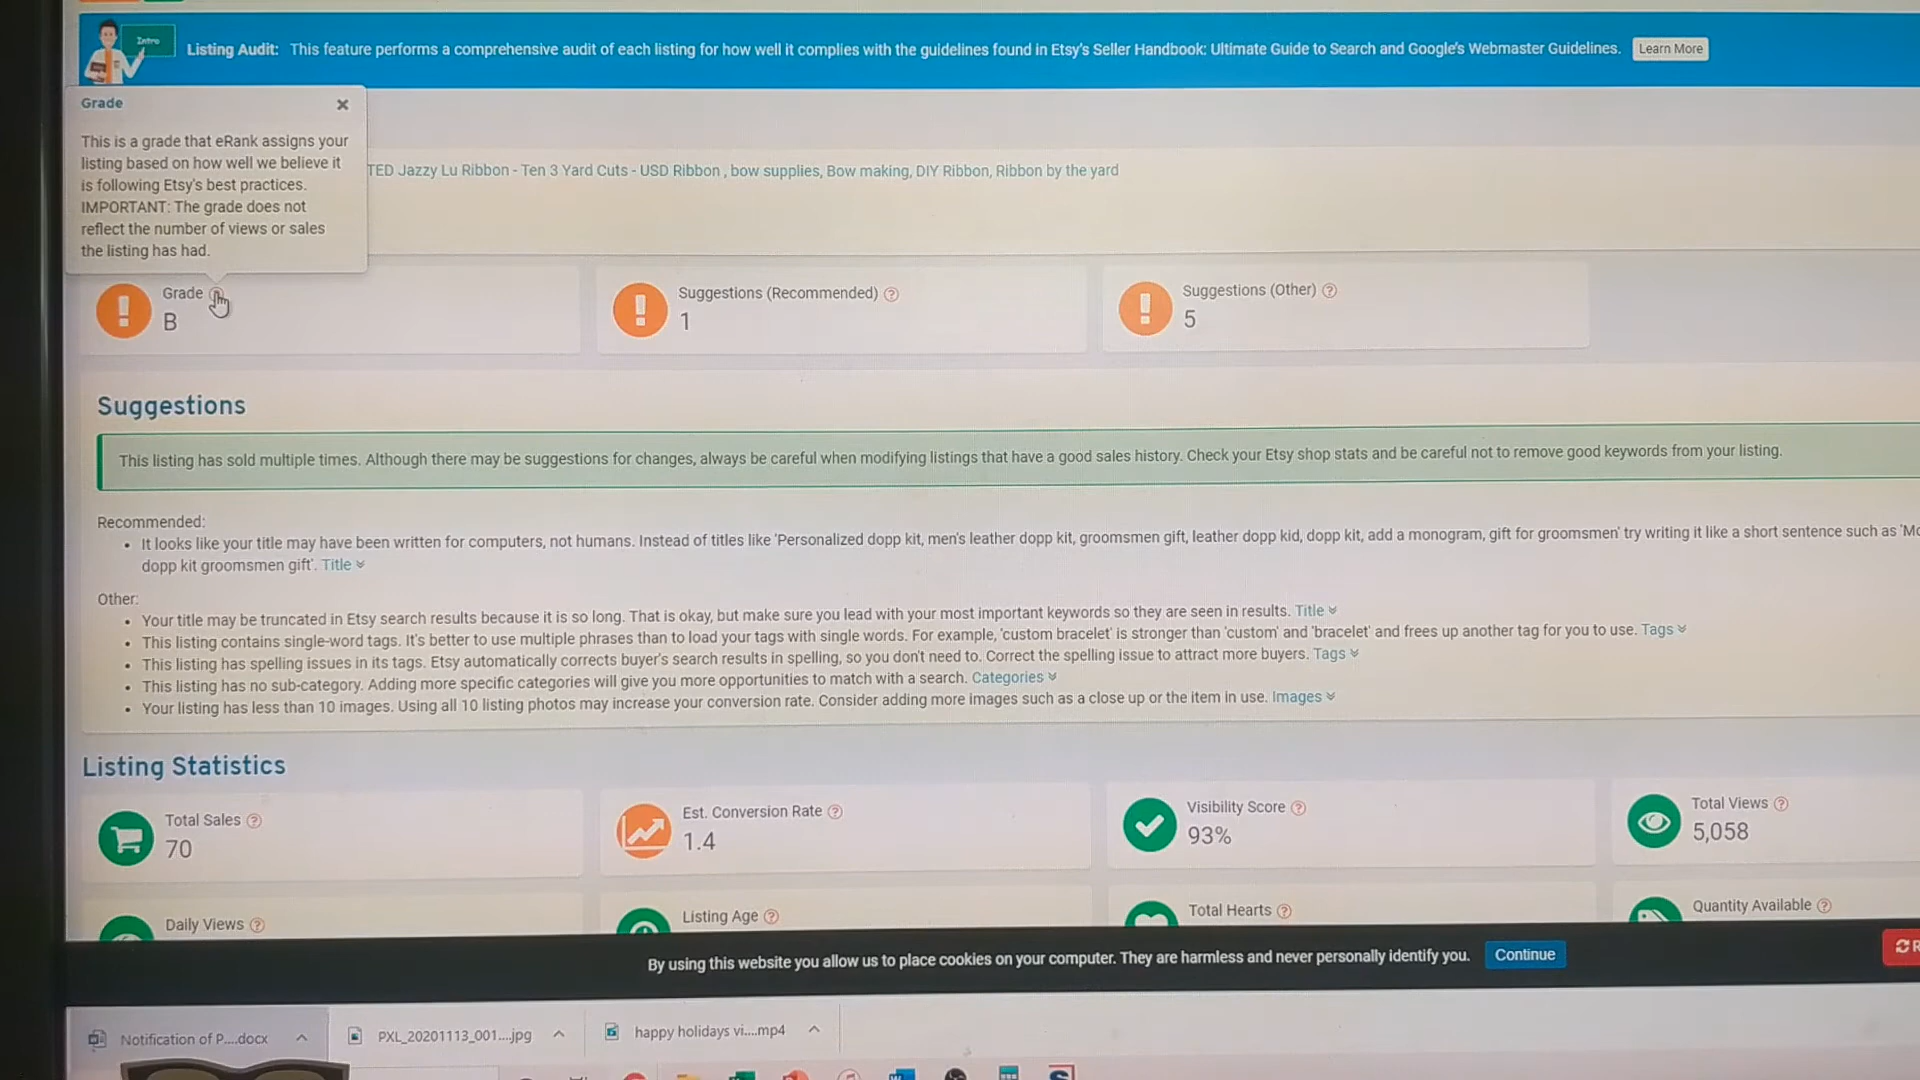 Intro
Listing Audit: This feature performs a comprehensive audit of each listing for how well it complies with the guidelines found in Etsy's Seller Handbook: Ultimate Guide to Search and Google's Webmaster Guidelines. Learn More
Grade ×
This is a grade that eRank assigns your
listing based on how well we believe it
is following Etsy's best practices.
IMPORTANT: The grade does not
reflect the number of views or sales
the listing has had.
TED Jazzy Lu Ribbon - Ten 3 Yard Cuts - USD Ribbon , bow supplies, Bow making, DIY Ribbon, Ribbon by the yard
Grade
B
Suggestions (Recommended) ?
1
Suggestions (Other) ?
5
Suggestions
This listing has sold multiple times. Although there may be suggestions for changes, always be careful when modifying listings that have a good sales history. Check your Etsy shop stats and be careful not to remove good keywords from your listing.
Recommended:
• It looks like your title may have been written for computers, not humans. Instead of titles like 'Personalized dopp kit, men's leather dopp kit, groomsmen gift, leather dopp kid, dopp kit, add a monogram, gift for groomsmen' try writing it like a short sentence such as 'Mo
dopp kit groomsmen gift'. Title
Other:
• Your title may be truncated in Etsy search results because it is so long. That is okay, but make sure you lead with your most important keywords so they are seen in results. Title
• This listing contains single-word tags. It's better to use multiple phrases than to load your tags with single words. For example, 'custom bracelet' is stronger than 'custom' and 'bracelet' and frees up another tag for you to use. Tags
• This listing has spelling issues in its tags. Etsy automatically corrects buyer's search results in spelling, so you don't need to. Correct the spelling issue to attract more buyers. Tags
• This listing has no sub-category. Adding more specific categories will give you more opportunities to match with a search. Categories
• Your listing has less than 10 images. Using all 10 listing photos may increase your conversion rate. Consider adding more images such as a close up or the item in use. Images
Listing Statistics
Total Sales ?
70
Est. Conversion Rate ?
1.4
Visibility Score ?
93%
Total Views ?
5,058
Daily Views ?
Listing Age ?
Total Hearts ?
Quantity Available ?
By using this website you allow us to place cookies on your computer. They are harmless and never personally identify you. Continue
R
Notification of P....docx
PXL_20201113_001....jpg
happy holidays vi....mp4